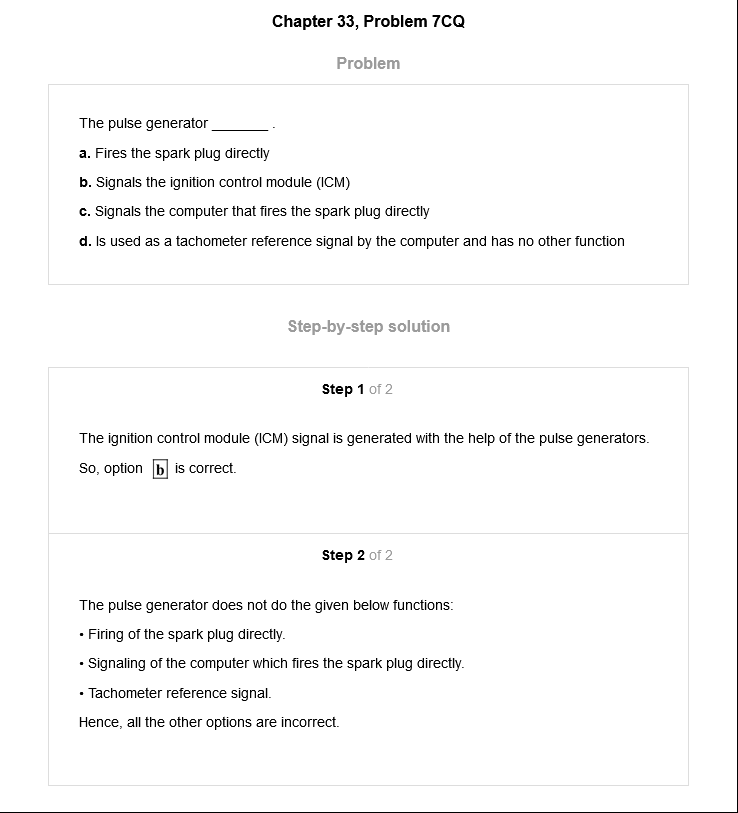 Chapter 33, Problem 7CQ
Problem
The pulse generator _______ .
a. Fires the spark plug directly
b. Signals the ignition control module (ICM)
c. Signals the computer that fires the spark plug directly
d. Is used as a tachometer reference signal by the computer and has no other function
Step-by-step solution
Step 1 of 2
The ignition control module (ICM) signal is generated with the help of the pulse generators.
So, option b is correct.
Step 2 of 2
The pulse generator does not do the given below functions:
• Firing of the spark plug directly.
• Signaling of the computer which fires the spark plug directly.
• Tachometer reference signal.
Hence, all the other options are incorrect.